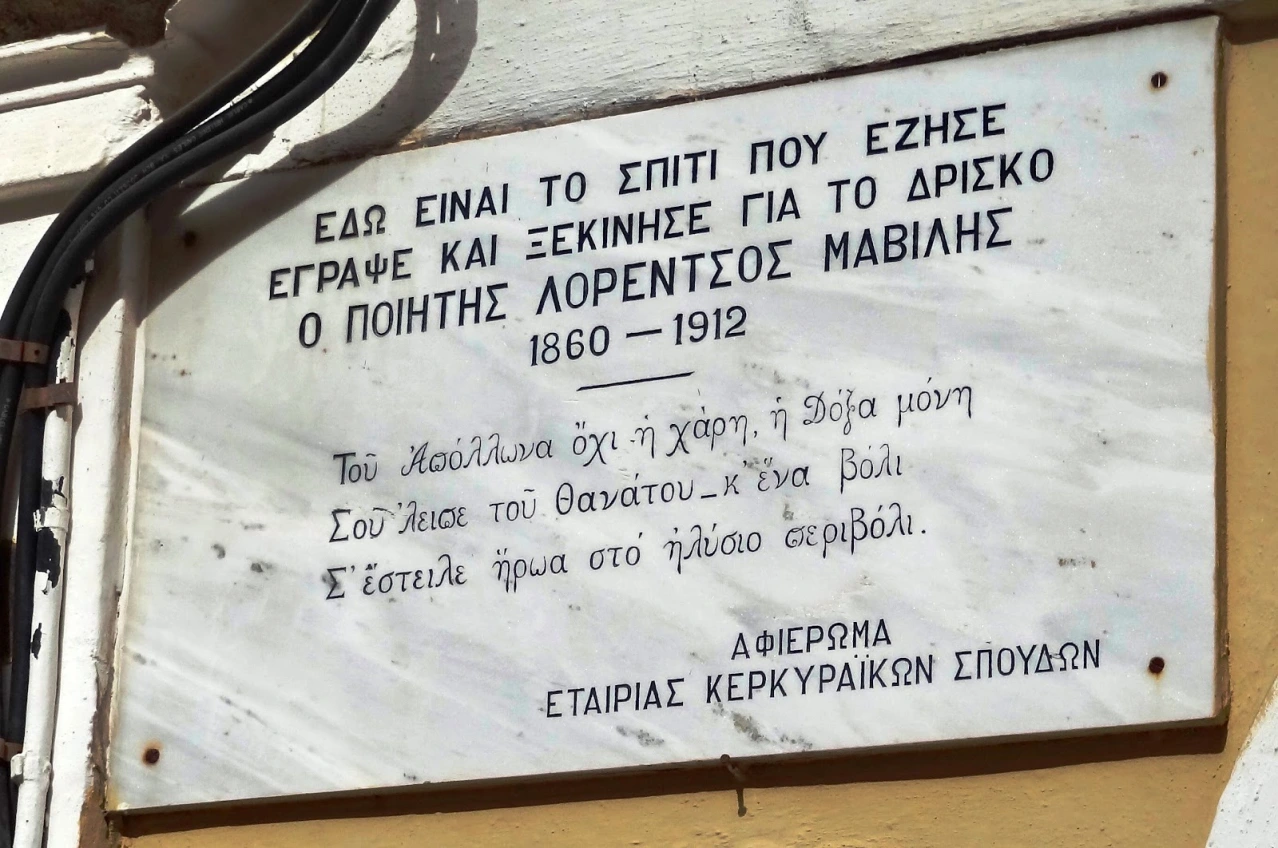 ΕΔΩ ΕΙΝΑΙ ΤΟ ΣΠΙΤΙ ΠΟΥ ΕΖΗΣΕ
ΕΓΡΑΨΕ ΚΑΙ ΞΕΚΙΝΗΣΕ ΓΙΑ ΤΟ ΔΡΙΣΚΟ
Ο ΠΟΙΗΤΗΣ ΛΟΡΕΝΤΣΟΣ ΜΑΒΙΛΗΣ
1860 — 1912
Τοῦ Ἀπόλλωνα ὄχι ἡ χάρη, ἡ Δόξα μόνη
Σοῦ 'λειπε τοῦ θανάτου_κ' ἕνα βόλι
Σ' ἔστειλε ἥρωα στό ἠλύσιο περιβόλι.
ΑΦΙΕΡΩΜΑ
ΕΤΑΙΡΙΑΣ ΚΕΡΚΥΡΑΪΚΩΝ ΣΠΟΥΔΩΝ